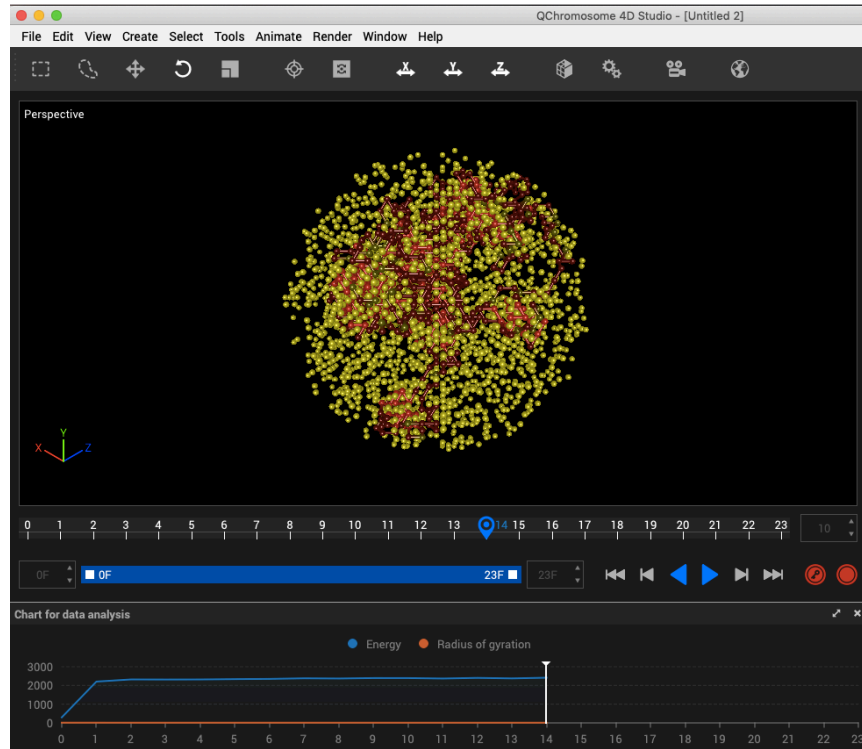 QChromosome 4D Studio - [Untitled 2]
File Edit View Create Select Tools Animate Render Window Help
X Y Z
Perspective
Y
X Z
0 1 2 3 4 5 6 7 8 9 10 11 12 13 14 15 16 17 18 19 20 21 22 23 10
0F 0F 23F 23F
Chart for data analysis
Energy Radius of gyration
3000
2000
1000
0
0 1 2 3 4 5 6 7 8 9 10 11 12 13 14 15 16 17 18 19 20 21 22 23